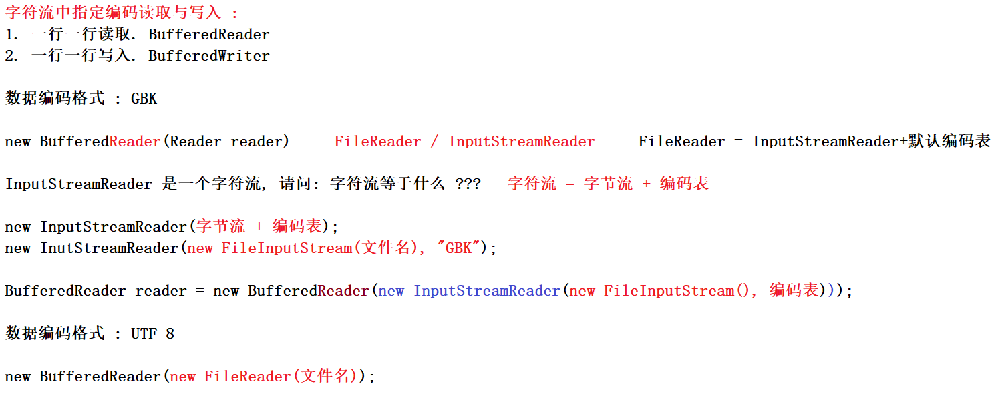 字符流中指定编码读取与写入 :
1. 一行一行读取. BufferedReader
2. 一行一行写入. BufferedWriter
数据编码格式 : GBK
new BufferedReader(Reader reader) FileReader / InputStreamReader FileReader = InputStreamReader+默认编码表
InputStreamReader 是一个字符流, 请问: 字符流等于什么 ??? 字符流 = 字节流 + 编码表
new InputStreamReader(字节流 + 编码表);
new InutStreamReader(new FileInputStream(文件名), "GBK");
BufferedReader reader = new BufferedReader(new InputStreamReader(new FileInputStream(), 编码表)));
数据编码格式 : UTF-8
new BufferedReader(new FileReader(文件名));